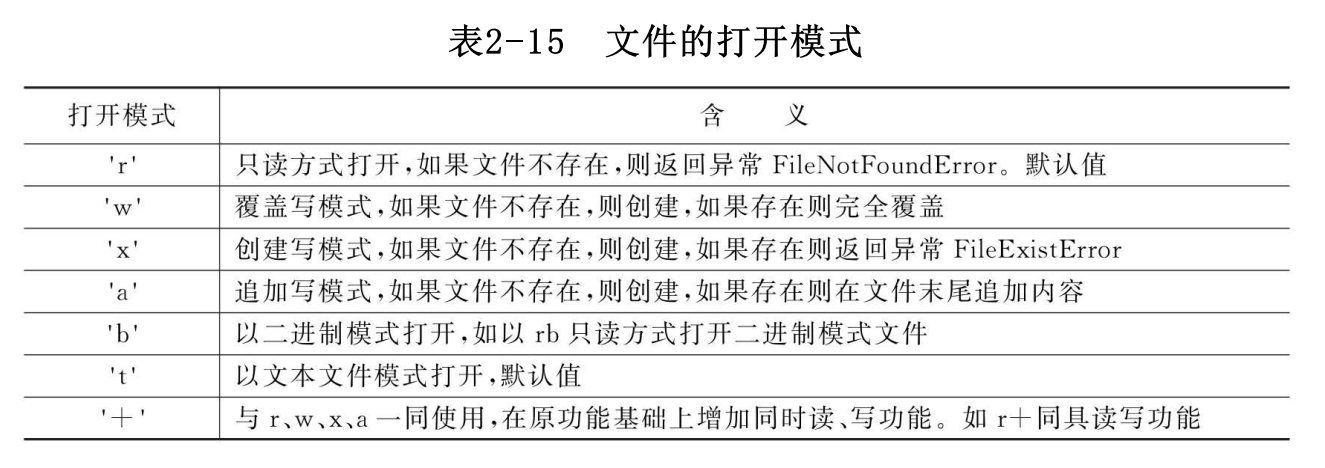 表2-15 文件的打开模式
打开模式 含 义
'r' 只读方式打开,如果文件不存在,则返回异常 FileNotFoundError。默认值
'w' 覆盖写模式,如果文件不存在,则创建,如果存在则完全覆盖
'x' 创建写模式,如果文件不存在,则创建,如果存在则返回异常 FileExistError
'a' 追加写模式,如果文件不存在,则创建,如果存在则在文件末尾追加内容
'b' 以二进制模式打开,如以 rb 只读方式打开二进制模式文件
't' 以文本文件模式打开,默认值
'+' 与 r、w、x、a 一同使用,在原功能基础上增加同时读、写功能。如 r+同具读写功能